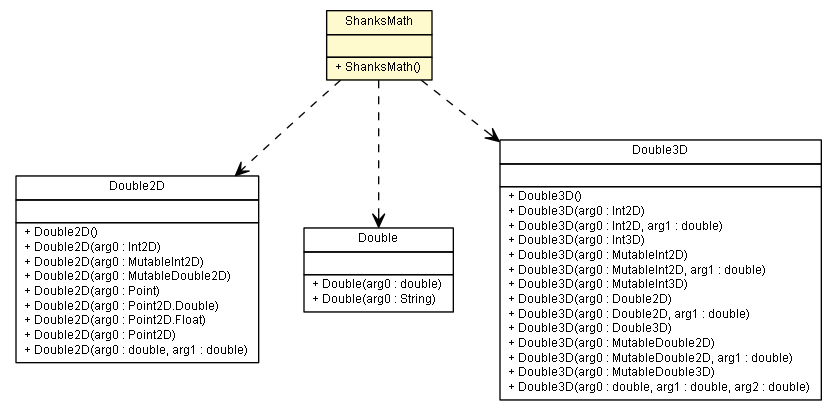 ShanksMath
+ ShanksMath()
Double2D
+ Double2D()
+ Double2D(arg0 : Int2D)
+ Double2D(arg0 : MutableInt2D)
+ Double2D(arg0 : MutableDouble2D)
+ Double2D(arg0 : Point)
+ Double2D(arg0 : Point2D.Double)
+ Double2D(arg0 : Point2D.Float)
+ Double2D(arg0 : Point2D)
+ Double2D(arg0 : double, arg1 : double)
Double
+ Double(arg0 : double)
+ Double(arg0 : String)
Double3D
+ Double3D()
+ Double3D(arg0 : Int2D)
+ Double3D(arg0 : Int2D, arg1 : double)
+ Double3D(arg0 : Int3D)
+ Double3D(arg0 : MutableInt2D)
+ Double3D(arg0 : MutableInt2D, arg1 : double)
+ Double3D(arg0 : MutableInt3D)
+ Double3D(arg0 : Double2D)
+ Double3D(arg0 : Double2D, arg1 : double)
+ Double3D(arg0 : Double3D)
+ Double3D(arg0 : MutableDouble2D)
+ Double3D(arg0 : MutableDouble2D, arg1 : double)
+ Double3D(arg0 : MutableDouble3D)
+ Double3D(arg0 : double, arg1 : double, arg2 : double)